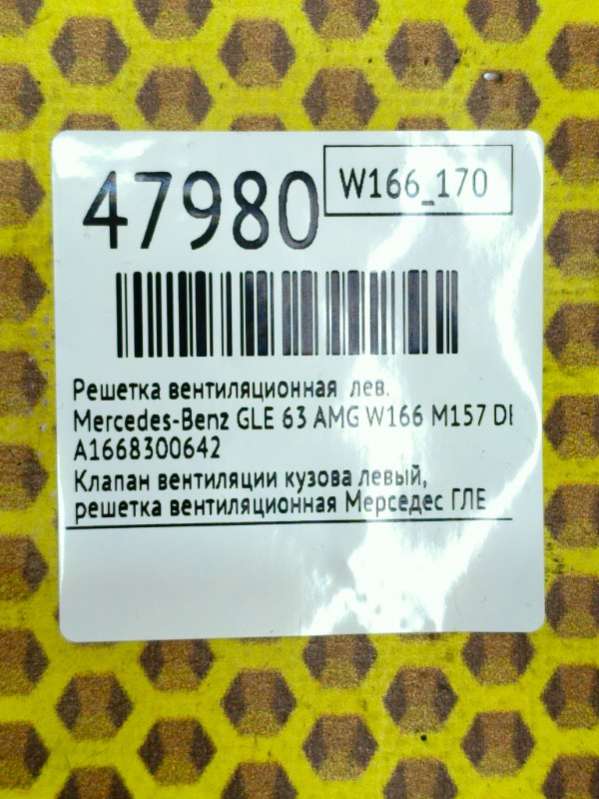 47980
W166_170
Решетка вентиляционная лев.
Mercedes-Benz GLE 63 AMG W166 M157 DE
A1668300642
Клапан вентиляции кузова левый,
решетка вентиляционная Мерседес ГЛЕ